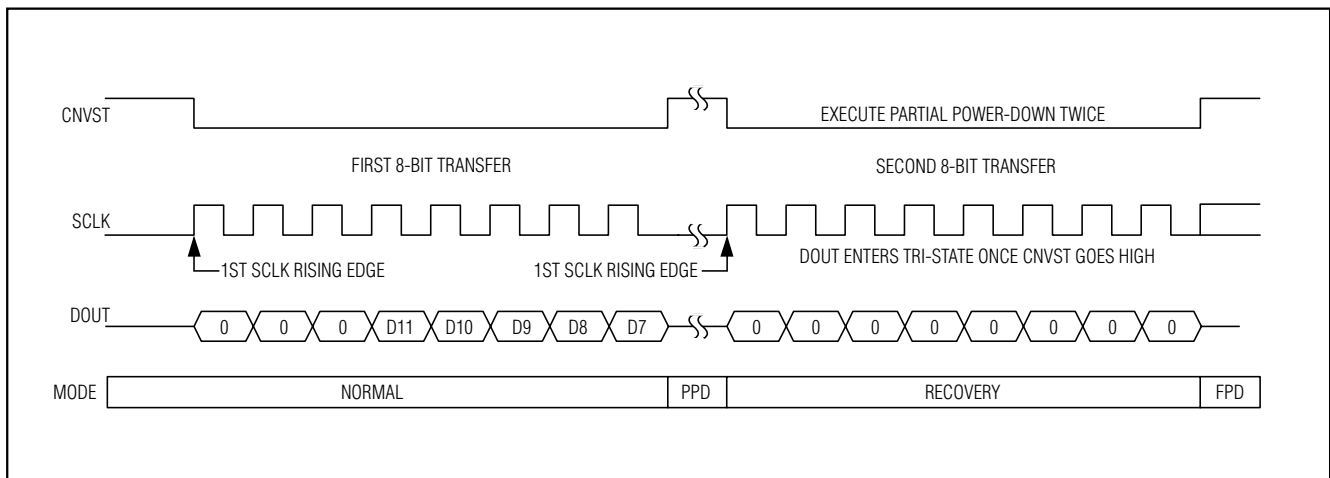 CNVST
EXECUTE PARTIAL POWER-DOWN TWICE
FIRST 8-BIT TRANSFER
SECOND 8-BIT TRANSFER
SCLK
1ST SCLK RISING EDGE
1ST SCLK RISING EDGE
DOUT ENTERS TRI-STATE ONCE CNVST GOES HIGH
DOUT
0 0 0 D11 D10 D9 D8 D7
0 0 0 0 0 0 0 0
MODE
NORMAL
PPD
RECOVERY
FPD